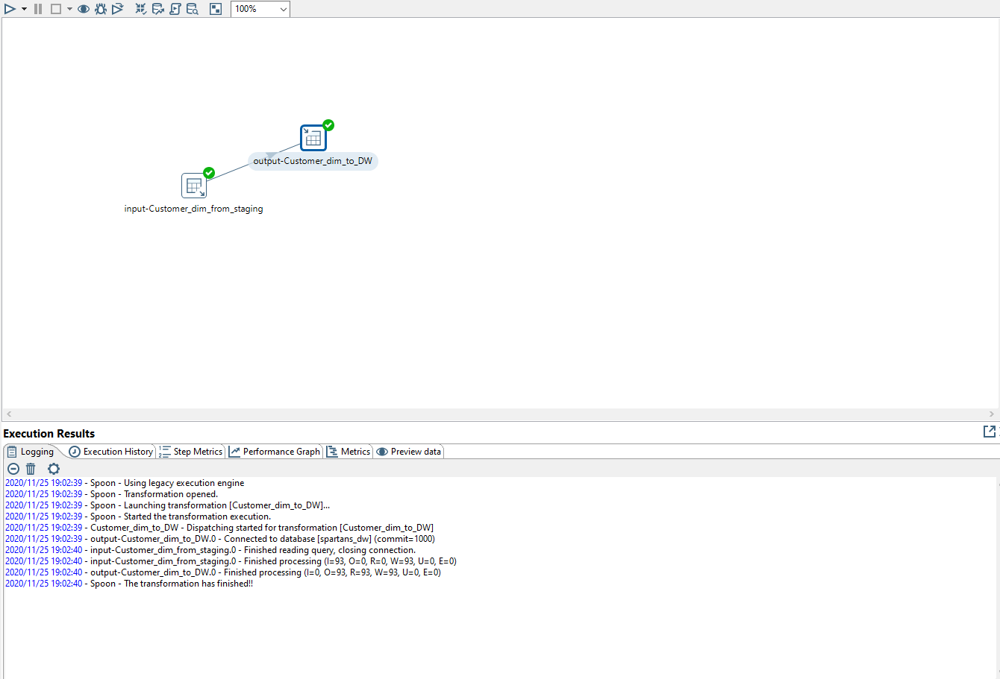 100%
output-Customer_dim_to_DW
input-Customer_dim_from_staging
Execution Results
Logging Execution History Step Metrics Performance Graph Metrics Preview data
2020/11/25 19:02:39 - Spoon - Using legacy execution engine
2020/11/25 19:02:39 - Spoon - Transformation opened.
2020/11/25 19:02:39 - Spoon - Launching transformation [Customer_dim_to_DW]...
2020/11/25 19:02:39 - Spoon - Started the transformation execution.
2020/11/25 19:02:39 - Customer_dim_to_DW - Dispatching started for transformation [Customer_dim_to_DW]
2020/11/25 19:02:39 - output-Customer_dim_to_DW.0 - Connected to database [spartans_dw] (commit=1000)
2020/11/25 19:02:40 - input-Customer_dim_from_staging.0 - Finished reading query, closing connection.
2020/11/25 19:02:40 - input-Customer_dim_from_staging.0 - Finished processing (I=93, O=0, R=0, W=93, U=0, E=0)
2020/11/25 19:02:40 - output-Customer_dim_to_DW.0 - Finished processing (I=0, O=93, R=93, W=93, U=0, E=0)
2020/11/25 19:02:40 - Spoon - The transformation has finished!!